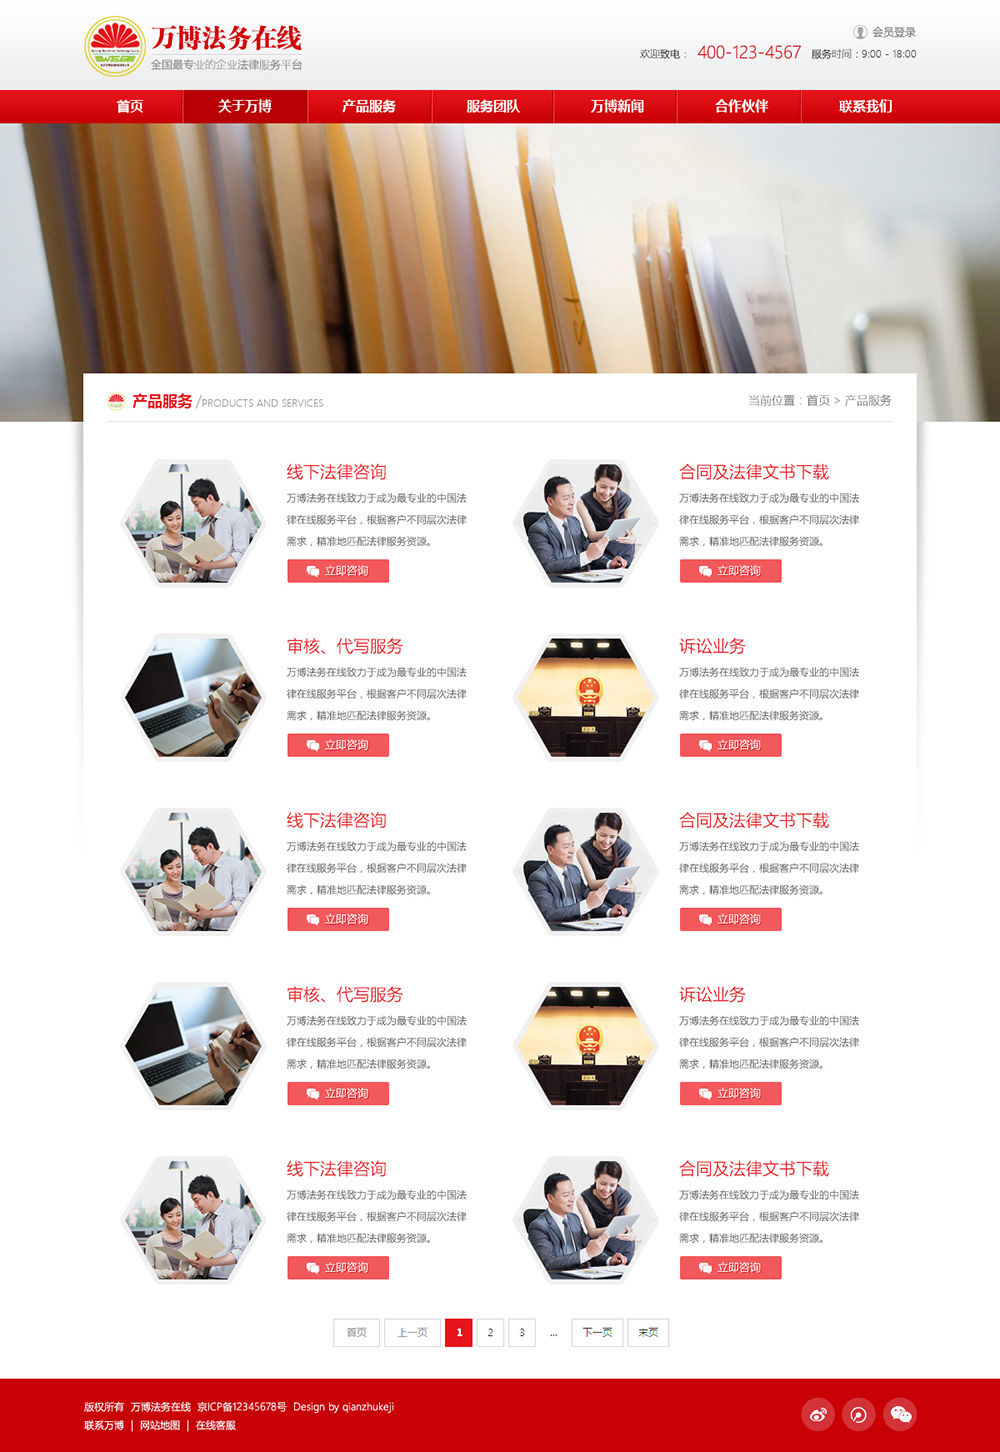 万博法务在线
全国最专业的企业法律服务平台
会员登录
欢迎致电： 400-123-4567 服务时间：9:00 - 18:00
首页 关于万博 产品服务 服务团队 万博新闻 合作伙伴 联系我们
产品服务 /PRODUCTS AND SERVICES
当前位置：首页 > 产品服务
线下法律咨询
万博法务在线致力于成为最专业的中国法
律在线服务平台，根据客户不同层次法律
需求，精准地匹配法律服务资源。
立即咨询
合同及法律文书下载
万博法务在线致力于成为最专业的中国法
律在线服务平台，根据客户不同层次法律
需求，精准地匹配法律服务资源。
立即咨询
审核、代写服务
万博法务在线致力于成为最专业的中国法
律在线服务平台，根据客户不同层次法律
需求，精准地匹配法律服务资源。
立即咨询
诉讼业务
万博法务在线致力于成为最专业的中国法
律在线服务平台，根据客户不同层次法律
需求，精准地匹配法律服务资源。
立即咨询
线下法律咨询
万博法务在线致力于成为最专业的中国法
律在线服务平台，根据客户不同层次法律
需求，精准地匹配法律服务资源。
立即咨询
合同及法律文书下载
万博法务在线致力于成为最专业的中国法
律在线服务平台，根据客户不同层次法律
需求，精准地匹配法律服务资源。
立即咨询
审核、代写服务
万博法务在线致力于成为最专业的中国法
律在线服务平台，根据客户不同层次法律
需求，精准地匹配法律服务资源。
立即咨询
诉讼业务
万博法务在线致力于成为最专业的中国法
律在线服务平台，根据客户不同层次法律
需求，精准地匹配法律服务资源。
立即咨询
线下法律咨询
万博法务在线致力于成为最专业的中国法
律在线服务平台，根据客户不同层次法律
需求，精准地匹配法律服务资源。
立即咨询
合同及法律文书下载
万博法务在线致力于成为最专业的中国法
律在线服务平台，根据客户不同层次法律
需求，精准地匹配法律服务资源。
立即咨询
首页 上一页 1 2 3 ... 下一页 末页
版权所有 万博法务在线 京ICP备12345678号 Design by qianzhukeji
联系万博 | 网站地图 | 在线客服